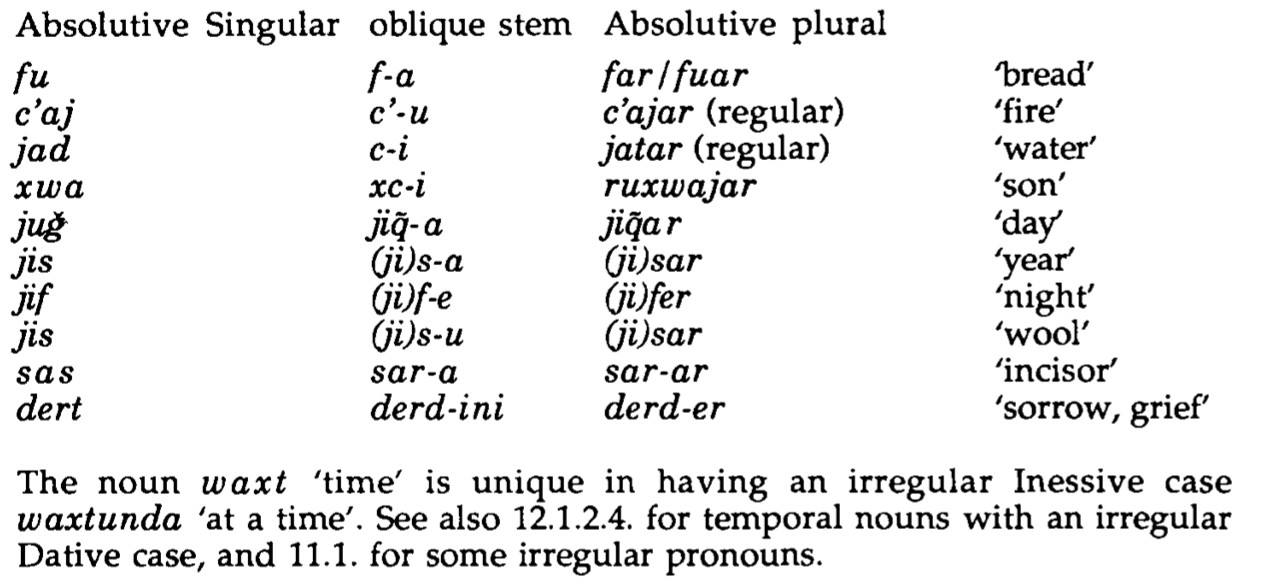 Absolutive Singular oblique stem Absolutive plural
fu f-a far/fuar 'bread'
c'aj c'-u c'ajar (regular) 'fire'
jad c-i jatar (regular) 'water'
xwa xc-i ruxwajar 'son'
juğ jiq̃-a jiq̃ar 'day'
jis (ji)s-a (ji)sar 'year'
jif (ji)f-e (ji)fer 'night'
jis (ji)s-u (ji)sar 'wool'
sas sar-a sar-ar 'incisor'
dert derd-ini derd-er 'sorrow, grief'
The noun waxt 'time' is unique in having an irregular Inessive case
waxtunda 'at a time'. See also 12.1.2.4. for temporal nouns with an irregular
Dative case, and 11.1. for some irregular pronouns.